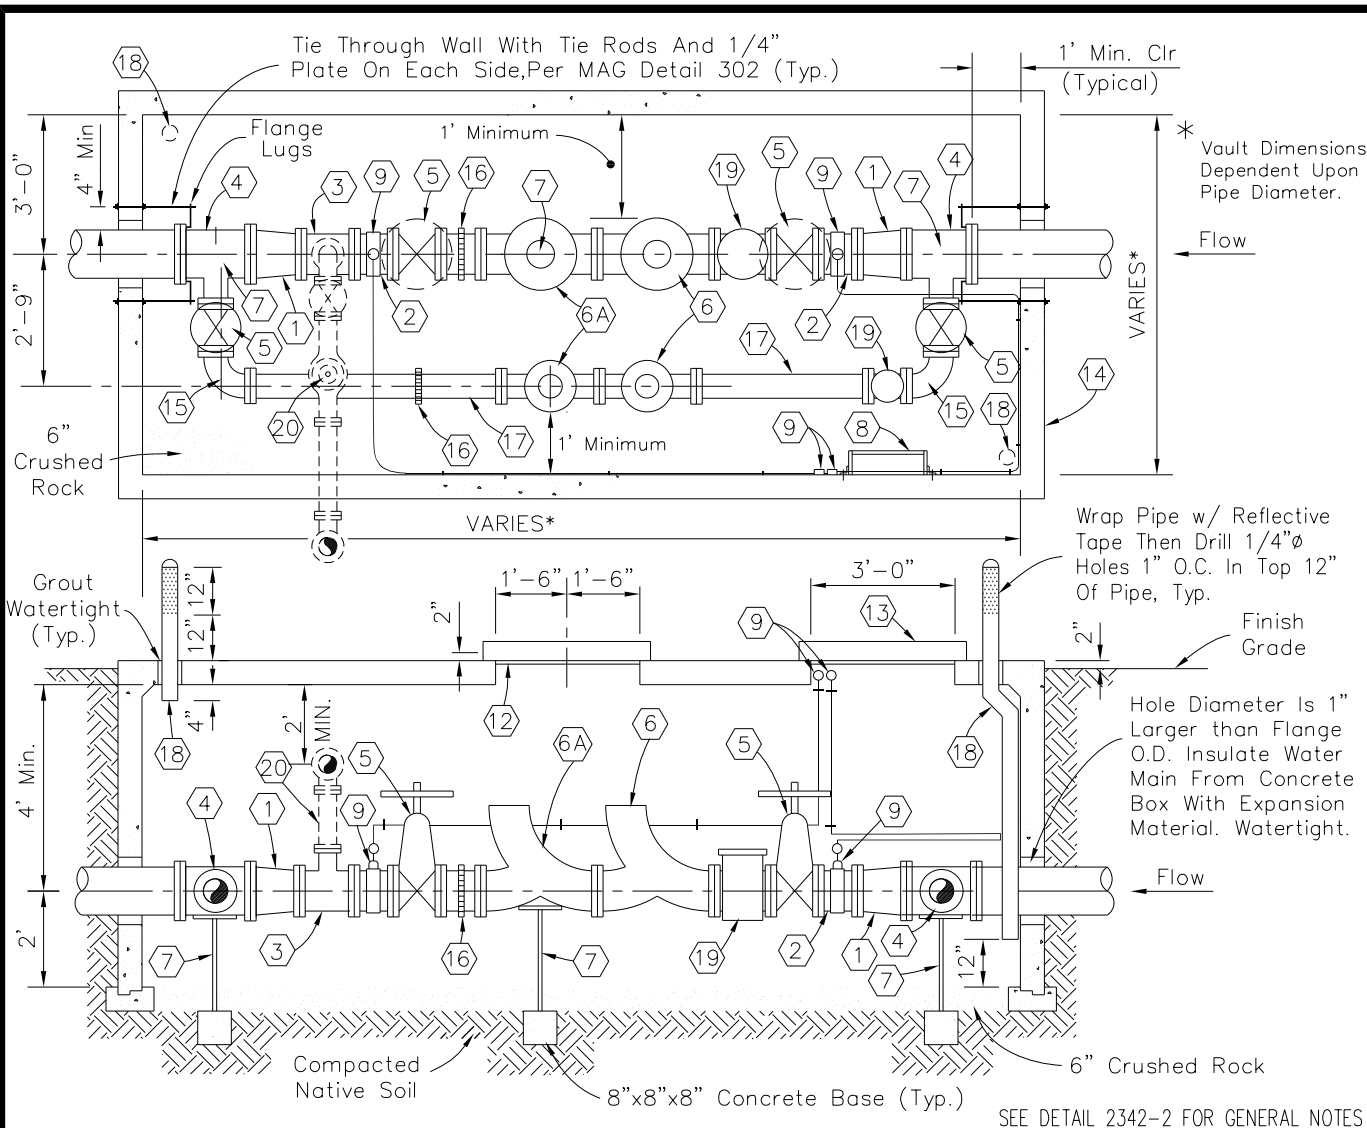 Tie Through Wall With Tie Rods And 1/4"
Plate On Each Side,Per MAG Detail 302 (Typ.)
1' Min. Clr
(Typical)
18
4" Min
3'-0"
Flange
Lugs
1' Minimum
*
Vault Dimensions
Dependent Upon
Pipe Diameter.
4
3
9
5
16
7
19
5
9
1
7
4
Flow
2'-9"
7
1
5
2
6A
6
2
19
17
5
VARIES*
14
15
20
16
17
1' Minimum
9
8
15
18
6"
Crushed
Rock
VARIES*
Wrap Pipe w/ Reflective
Tape Then Drill 1/4"ø
Holes 1" O.C. In Top 12"
Of Pipe, Typ.
Grout
Watertight
(Typ.)
12"
12"
1'-6"
1'-6"
2"
3'-0"
9
13
2"
Finish
Grade
4' Min.
4"
18
2'
MIN.
12
18
Hole Diameter Is 1"
Larger than Flange
O.D. Insulate Water
Main From Concrete
Box With Expansion
Material. Watertight.
20
5
6A
6
5
4
1
9
9
Flow
2'
7
3
16
7
19
2
1
4
7
12"
Compacted
Native Soil
8"x8"x8" Concrete Base (Typ.)
6" Crushed Rock
SEE DETAIL 2342-2 FOR GENERAL NOTES